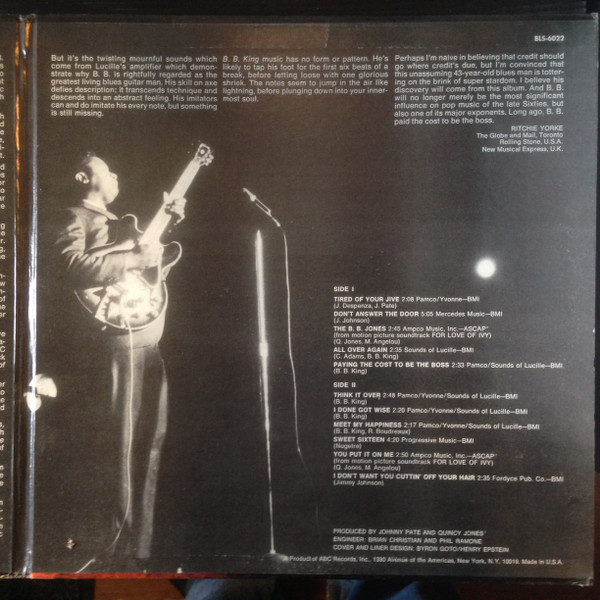 BLS-6022
But it's the twisting mournful sounds which
come from Lucille's amplifier which demon-
strate why B. B. is rightfully regarded as the
greatest living blues guitar man. His skill on axe
defies description; it transcends technique and
descends into an abstract feeling. His imitators
can and do imitate his every note, but something
is still missing.
B. B. King music has no form or pattern. He's
likely to tap his foot for the first six beats of a
break, before letting loose with one glorious
shriek. The notes seem to jump in the air like
lightning, before plunging down into your inner-
most soul.
Perhaps I'm naive in believing that credit should
go where credit's due, but I'm convinced that
this unassuming 43-year-old blues man is totter-
ing on the brink of super stardom. I believe his
discovery will come from this album. And B. B.
will no longer merely be the most significant
influence on pop music of the late Sixties, but
also one of its major exponents. Long ago, B. B.
paid the cost to be the boss.
RITCHIE YORKE
The Globe and Mail, Toronto
Rolling Stone, U.S.A.
New Musical Express, U.K.
SIDE I
TIRED OF YOUR JIVE 2:08 Pamco/Yvonne—BMI
(J. Despenza, J. Pate)
DON'T ANSWER THE DOOR 5:05 Mercedes Music—BMI
(J. Johnson)
THE B. B. JONES 2:45 Ampco Music, Inc.—ASCAP*
(from motion picture soundtrack FOR LOVE OF IVY)
(Q. Jones, M. Angelou)
ALL OVER AGAIN 2:35 Sounds of Lucille—BMI
(C. Adams, B. B. King)
PAYING THE COST TO BE THE BOSS 2:33 Pamco/Sounds of Lucille—BMI
(B. B. King)
SIDE II
THINK IT OVER 2:48 Pamco/Yvonne/Sounds of Lucille—BMI
(B. B. King)
I DONE GOT WISE 2:20 Pamco/Yvonne/Sounds of Lucille—BMI
(B. B. King)
MEET MY HAPPINESS 2:17 Pamco/Yvonne/Sounds of Lucille—BMI
(B. B. King, R. Boudreaux)
SWEET SIXTEEN 4:20 Progressive Music—BMI
(Nugetre)
YOU PUT IT ON ME 2:50 Ampco Music, Inc.—ASCAP*
(from motion picture soundtrack FOR LOVE OF IVY)
(Q. Jones, M. Angelou)
I DON'T WANT YOU CUTTIN' OFF YOUR HAIR 2:35 Fordyce Pub. Co.—BMI
(Jimmy Johnson)
PRODUCED BY JOHNNY PATE AND QUINCY JONES*
ENGINEER: BRIAN CHRISTIAN AND PHIL RAMONE
COVER AND LINER DESIGN: BYRON GOTO/HENRY EPSTEIN
A Product of ABC Records, Inc., 1330 Avenue of the Americas, New York, N.Y. 10019. Made in U.S.A.